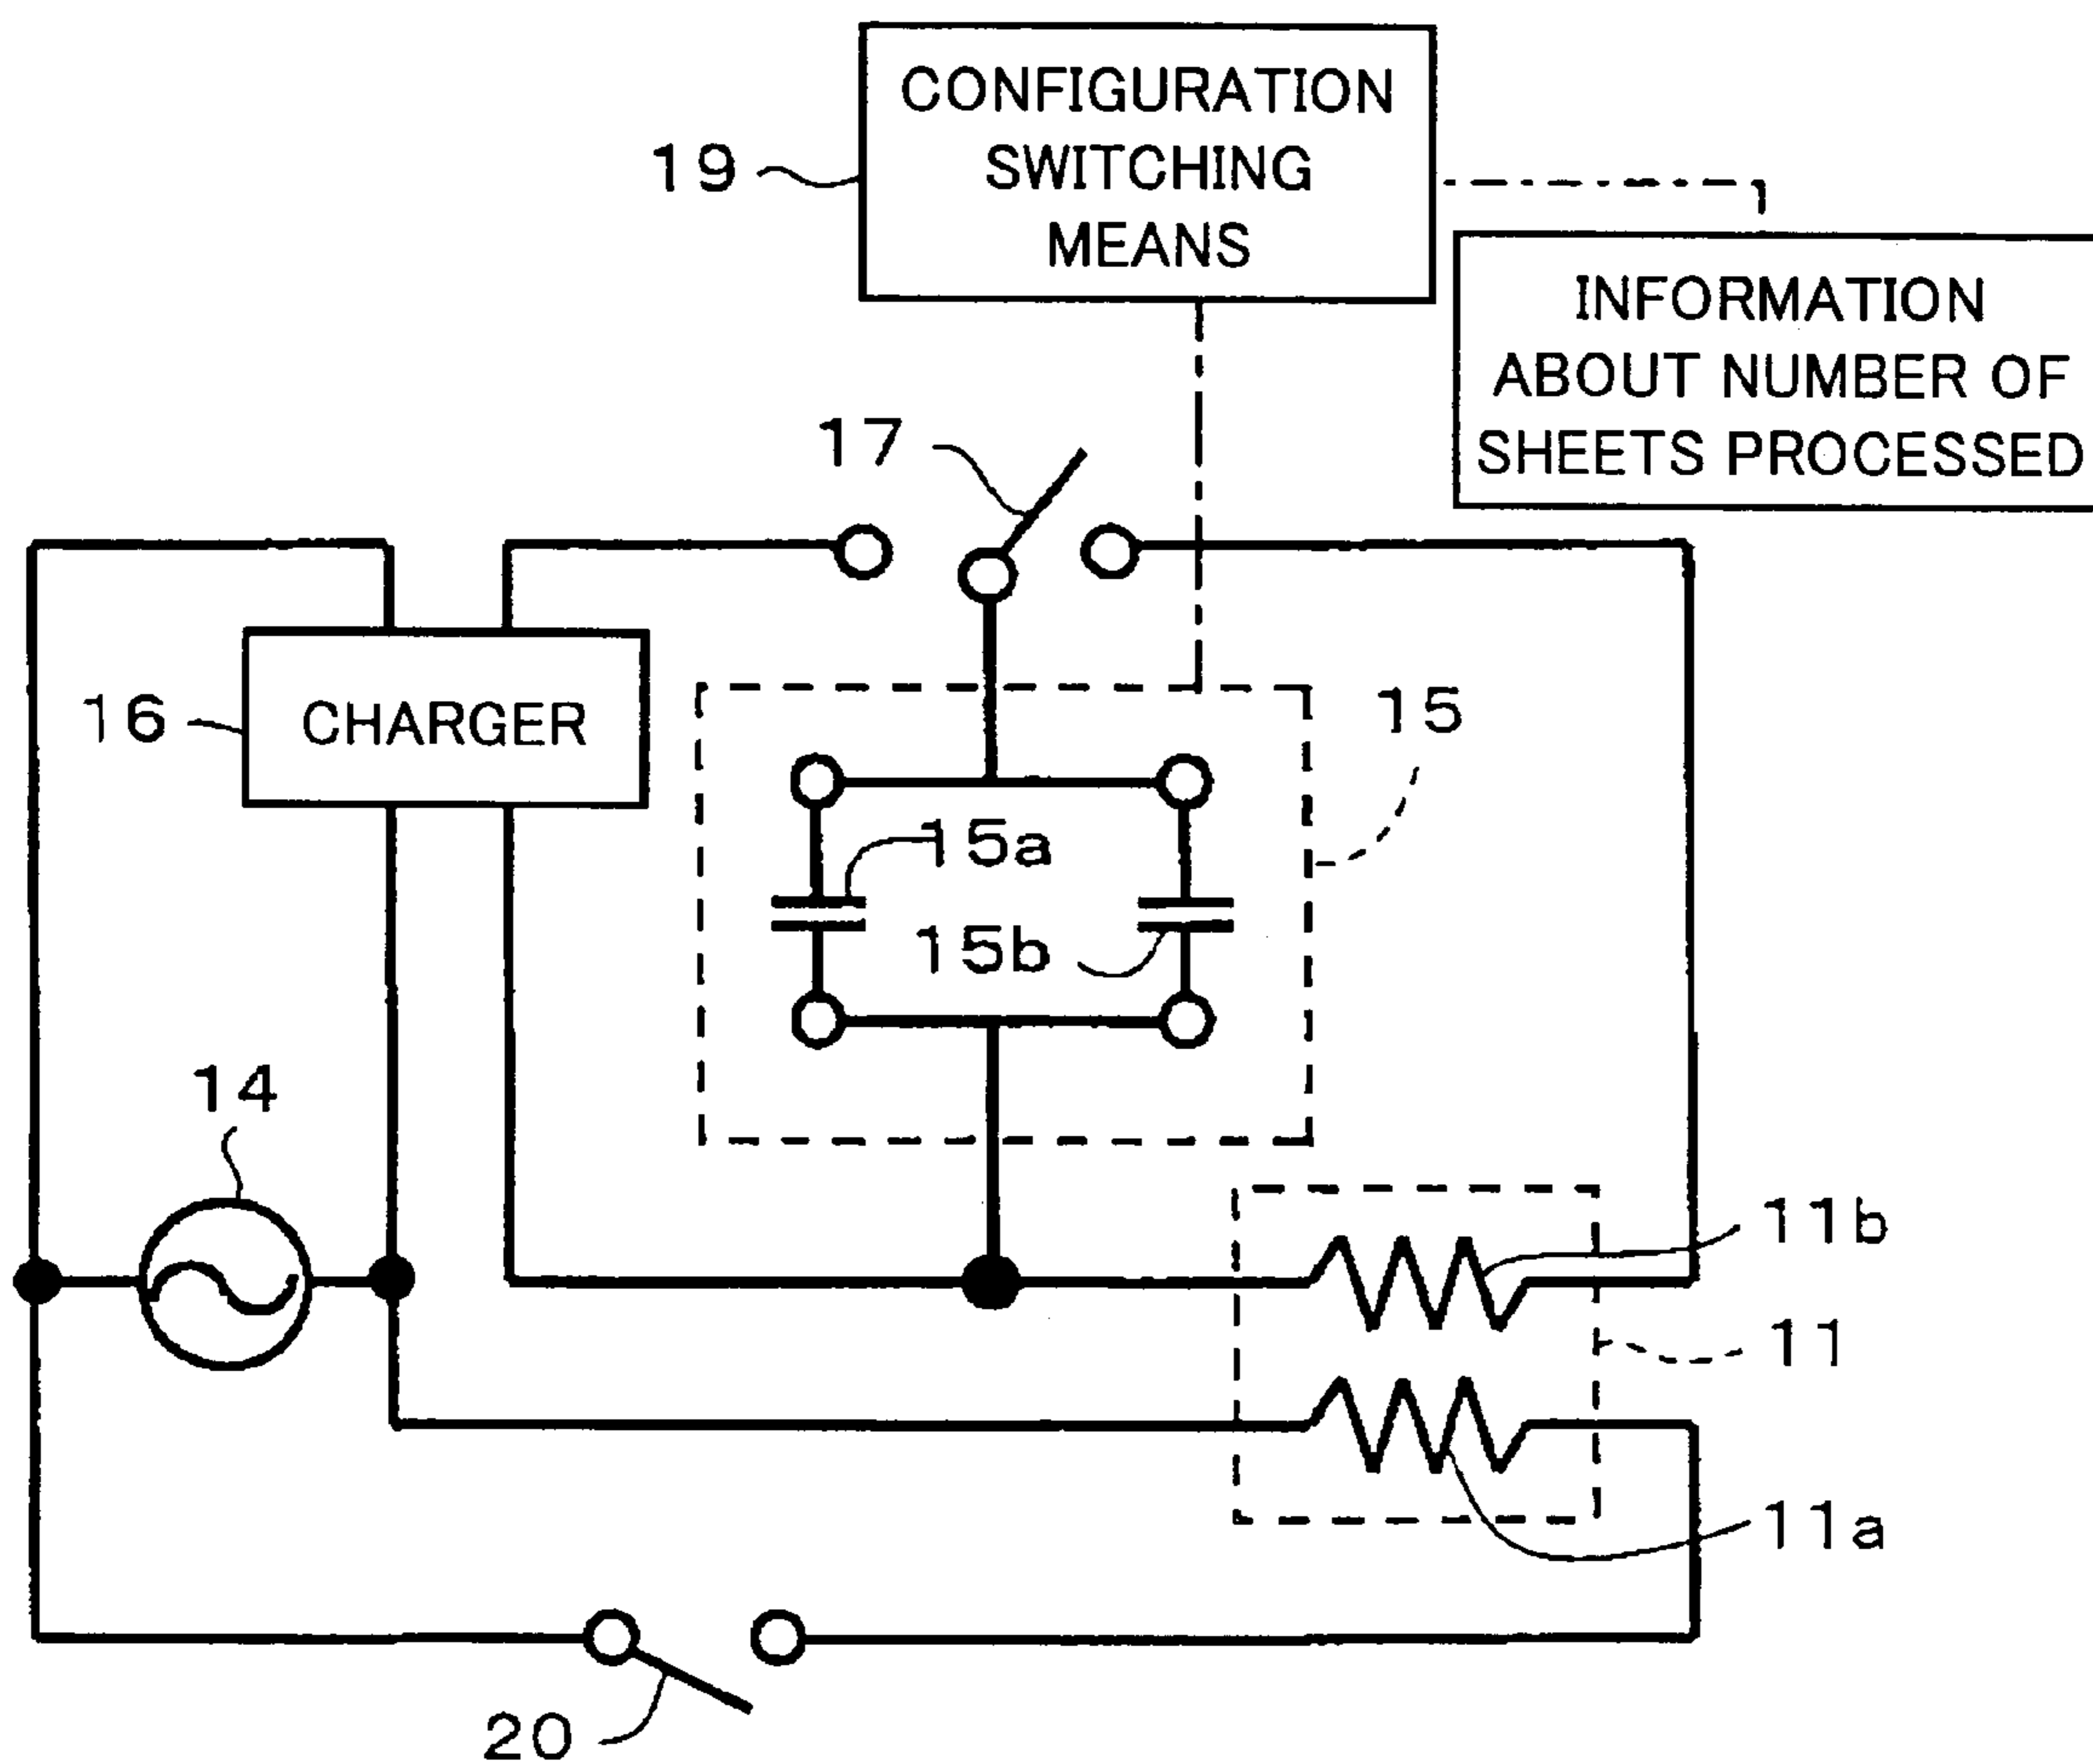 CONFIGURATION
SWITCHING
MEANS
19
INFORMATION
ABOUT NUMBER OF
SHEETS PROCESSED
17
16
CHARGER
15
15a
15b
14
11b
11
11a
20